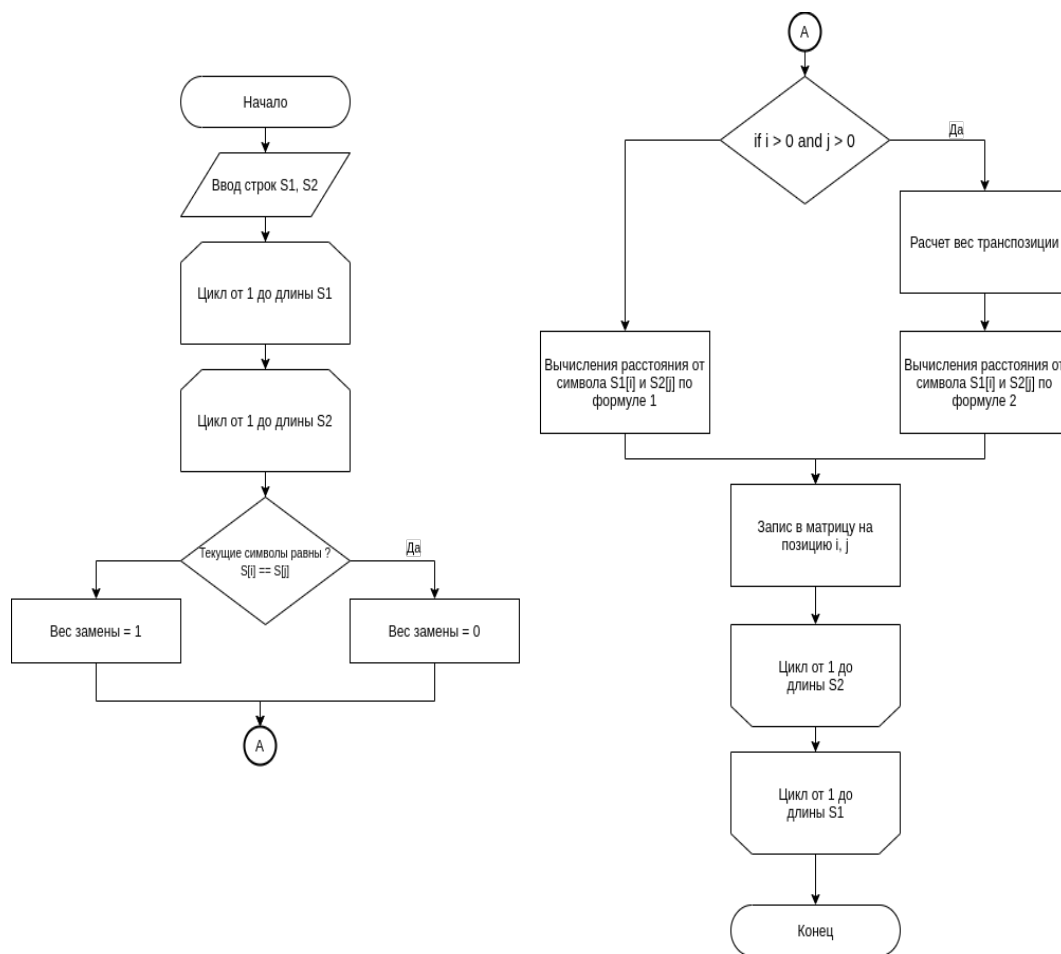 Начало
Ввод строк S1, S2
Цикл от 1 до длины S1
Цикл от 1 до длины S2
Текущие символы равны ?
S[i] == S[j]
Да
Вес замены = 1
Вес замены = 0
A
A
if i > 0 and j > 0
Да
Расчет вес транспозиции
Вычисления расстояния от
символа S1[i] и S2[j] по
формуле 1
Вычисления расстояния от
символа S1[i] и S2[j] по
формуле 2
Запис в матрицу на
позицию i, j
Цикл от 1 до
длины S2
Цикл от 1 до
длины S1
Конец